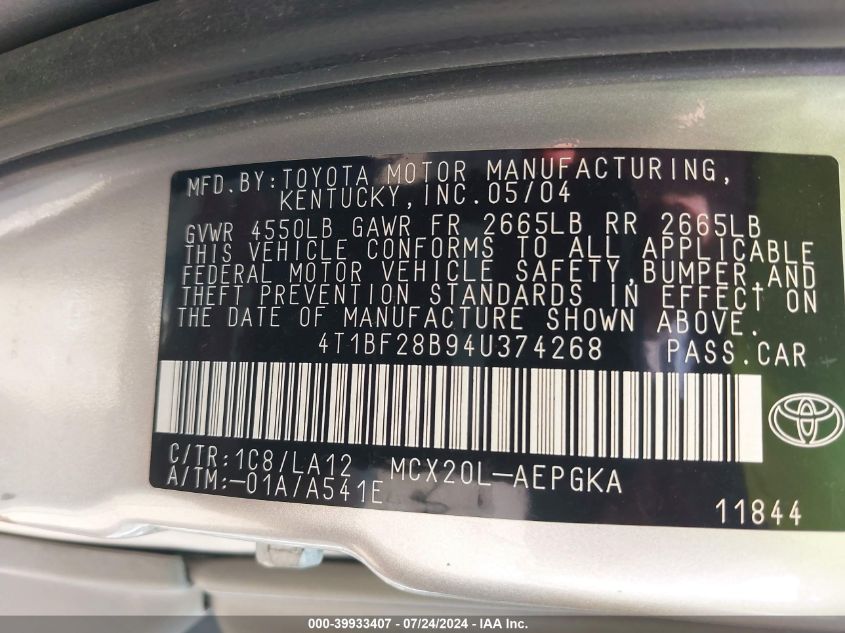 MFD. BY: TOYOTA MOTOR MANUFACTURING,
KENTUCKY, INC. 05/04
GVWR 4550LB GAWR FR 2665LB RR 2665LB
THIS VEHICLE CONFORMS TO ALL APPLICABLE
FEDERAL MOTOR VEHICLE SAFETY, BUMPER, AND
THEFT PREVENTION STANDARDS IN EFFECT ON
THE DATE OF MANUFACTURE SHOWN ABOVE.
4T1BF28B94U374268 PASS. CAR
C/TR: 1C8/LA12 MCX20L-AEPGKA
A/TM: -01A/A541E
11844
000-39933407 / 07/24/2024 - IAA Inc.